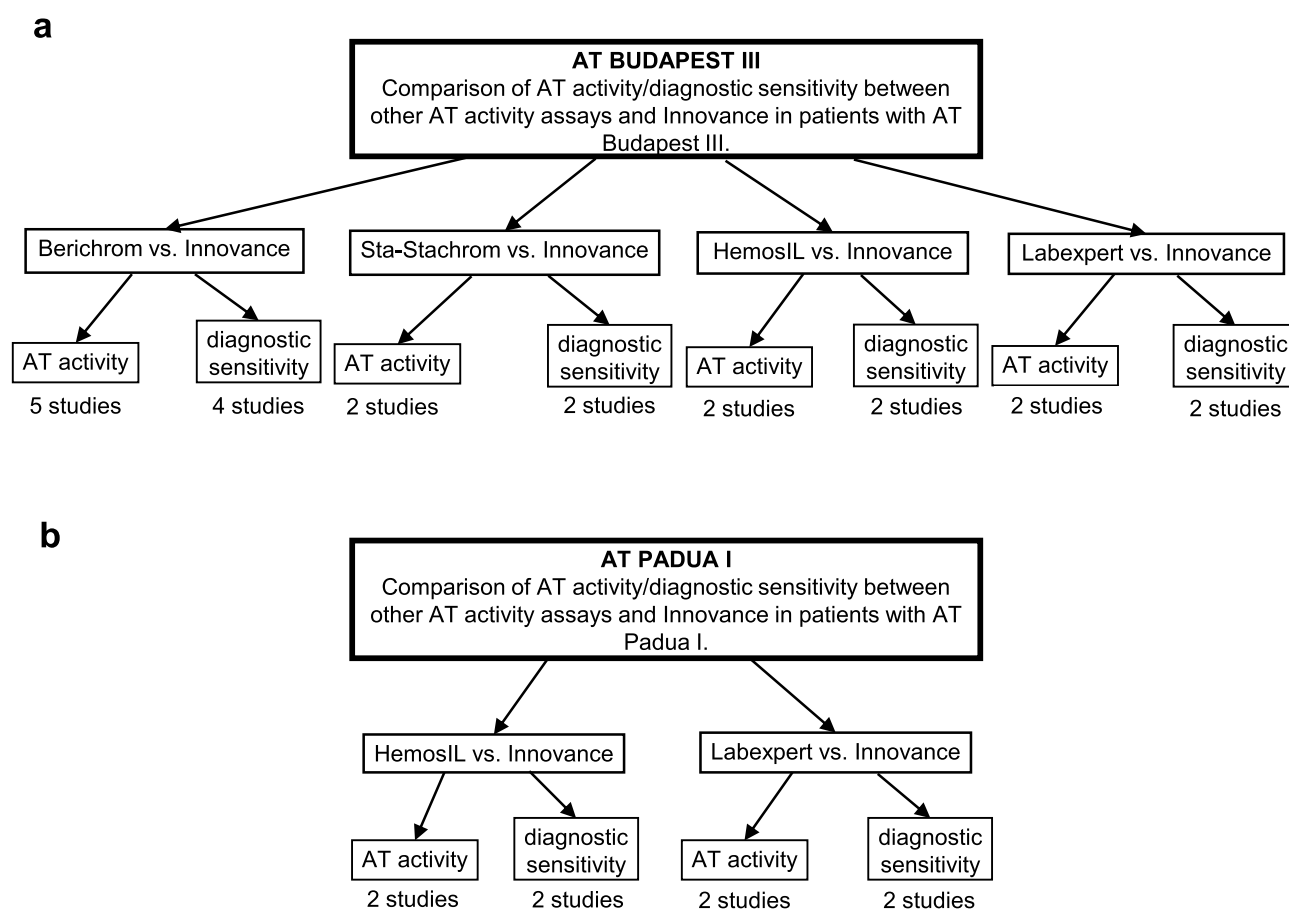 a
AT BUDAPEST III
Comparison of AT activity/diagnostic sensitivity between
other AT activity assays and Innovance in patients with AT
Budapest III.
Berichrom vs. Innovance
Sta-Stachrom vs. Innovance
HemosIL vs. Innovance
Labexpert vs. Innovance
AT activity
5 studies
diagnostic
sensitivity
4 studies
AT activity
2 studies
diagnostic
sensitivity
2 studies
AT activity
2 studies
diagnostic
sensitivity
2 studies
AT activity
2 studies
diagnostic
sensitivity
2 studies
b
AT PADUA I
Comparison of AT activity/diagnostic sensitivity between
other AT activity assays and Innovance in patients with AT
Padua I.
HemosIL vs. Innovance
Labexpert vs. Innovance
AT activity
2 studies
diagnostic
sensitivity
2 studies
AT activity
2 studies
diagnostic
sensitivity
2 studies